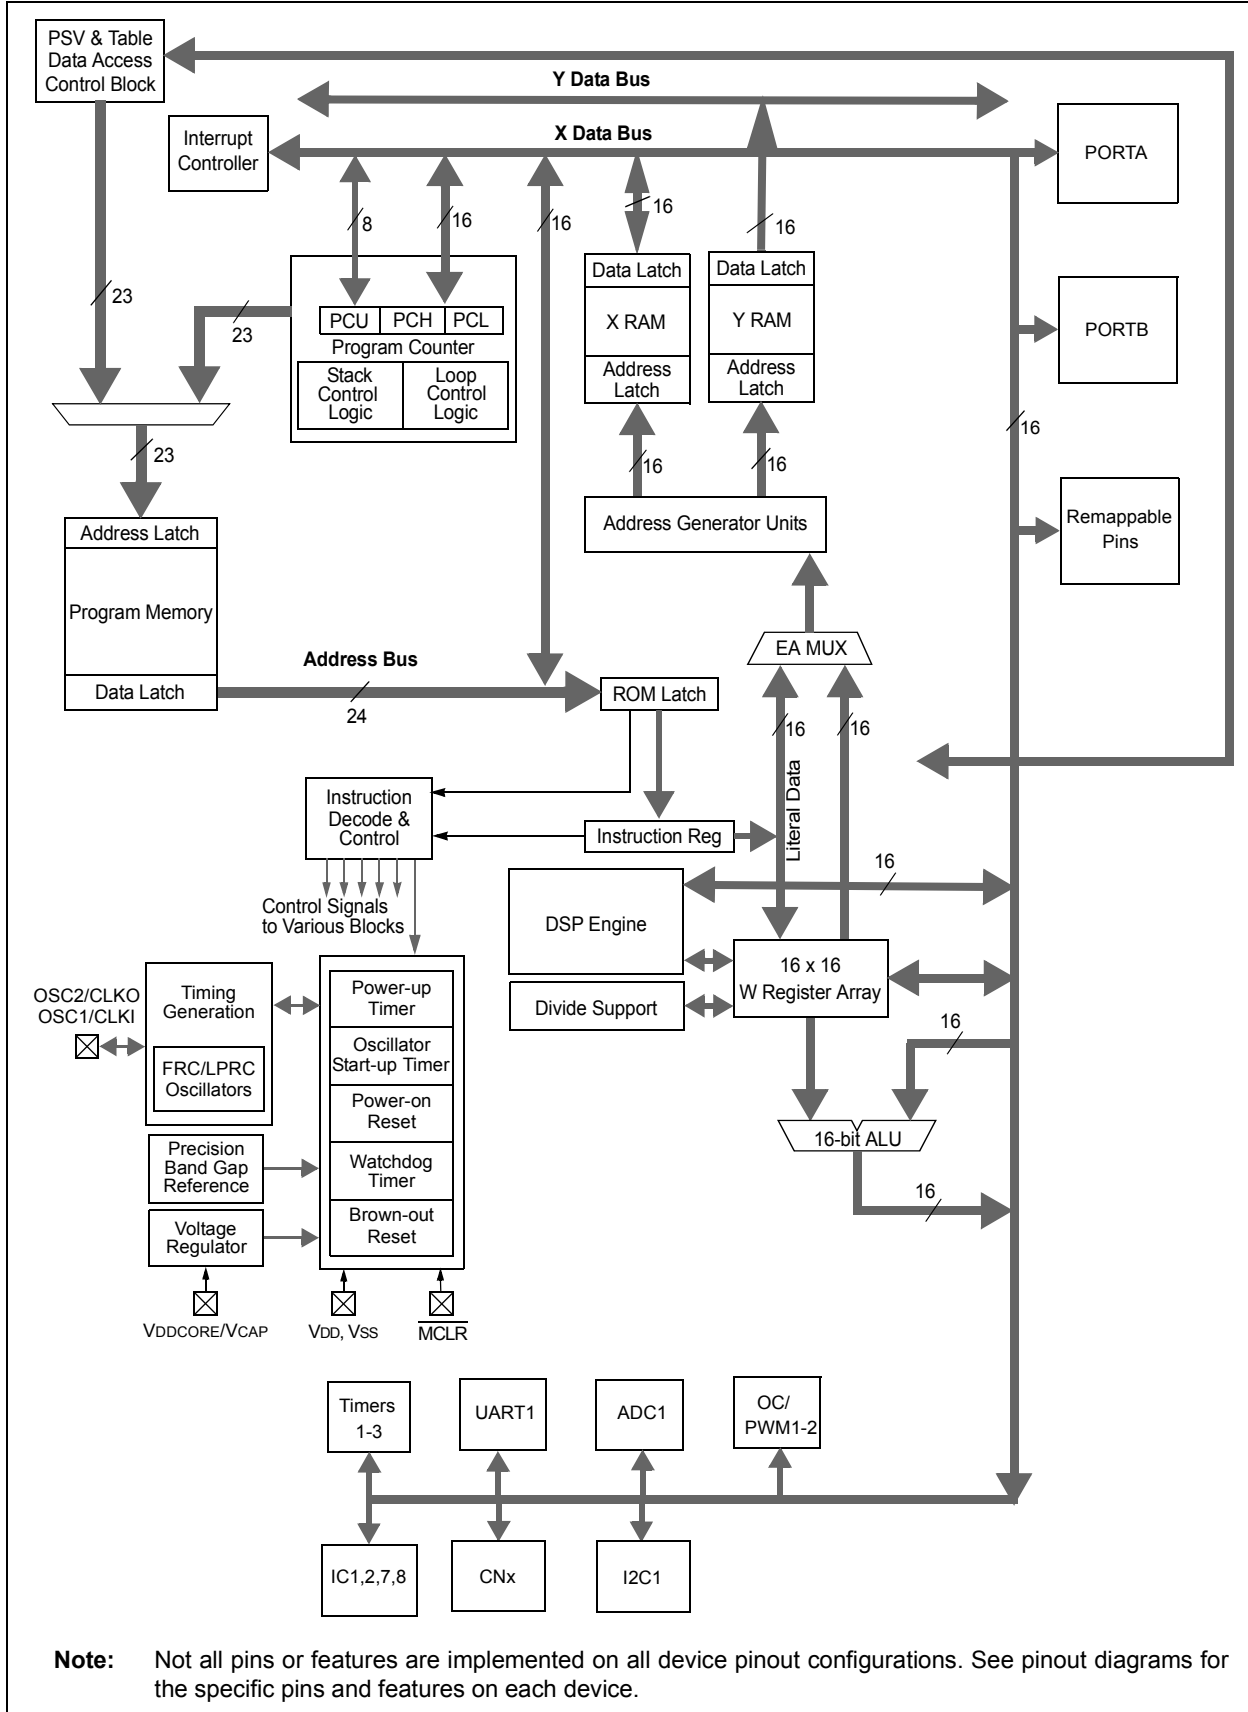 PSV & Table
Data Access
Control Block
Y Data Bus
X Data Bus
Interrupt
Controller
PORTA
8
16
16
16
16
23
23
PCU
PCH
PCL
Program Counter
Stack
Control
Logic
Loop
Control
Logic
Data Latch
X RAM
Address
Latch
Data Latch
Y RAM
Address
Latch
PORTB
16
23
16
16
Address Latch
Program Memory
Data Latch
Address Generator Units
Remappable
Pins
EA MUX
Address Bus
24
ROM Latch
16
16
Literal Data
Instruction
Decode &
Control
Instruction Reg
Control Signals
to Various Blocks
DSP Engine
16
16 x 16
W Register Array
Divide Support
OSC2/CLKO
OSC1/CLKI
Timing
Generation
FRC/LPRC
Oscillators
Power-up
Timer
Oscillator
Start-up Timer
Power-on
Reset
Watchdog
Timer
Brown-out
Reset
16
16-bit ALU
16
Precision
Band Gap
Reference
Voltage
Regulator
VDDCORE/VCAP
VDD, VSS
MCLR
Timers
1-3
UART1
ADC1
OC/
PWM1-2
IC1,2,7,8
CNx
I2C1
Note: Not all pins or features are implemented on all device pinout configurations. See pinout diagrams for
the specific pins and features on each device.